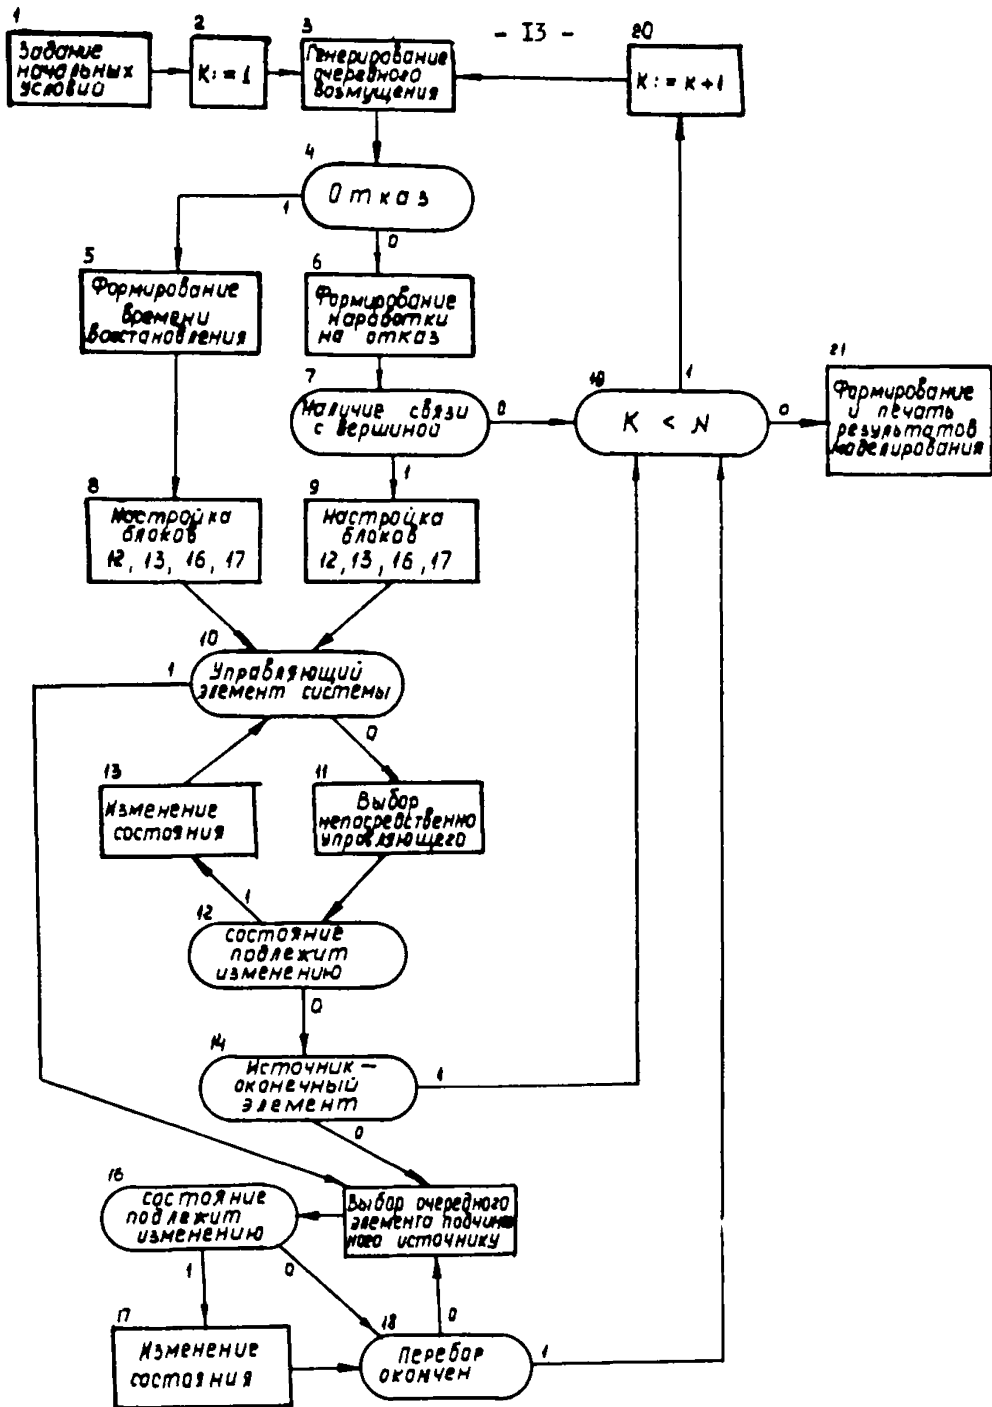 - I3 -
1
Задание
начальных
условий
2
К: = 1
3
Генерирование
очередного
возмущения
20
К: = к + 1
4
Отказ
1
0
5
Формирование
времени
восстановления
6
Формирование
наработки
на отказ
7
Наличие связи
с вершиной
0
1
19
К < N
1
0
21
Формирование
и печать
результатов
моделирования
8
Настройка
блоков
12, 13, 16, 17
9
Настройка
блоков
12, 13, 16, 17
10
1
Управляющий
элемент системы
0
13
Изменение
состояния
11
Выбор
непосредственно
управляющего
1
12
состояние
подлежит
изменению
0
14
Источник –
оконечный
элемент
1
0
16
состояние
подлежит
изменению
Выбор очередного
элемента подчинен
ного источнику
1
0
0
17
Изменение
состояния
18
Перебор
окончен
1